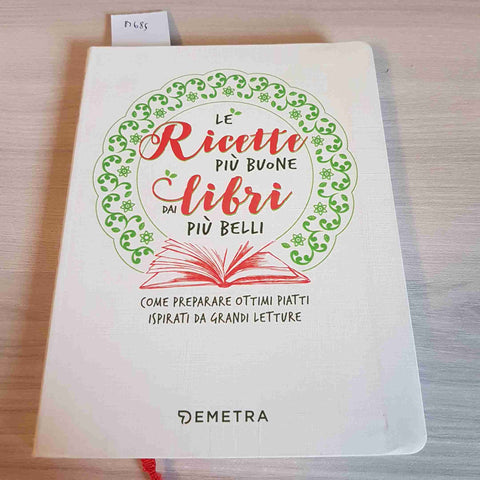 D685
LE
Ricette
PIÙ BUONE
DAI libri
PIÙ BELLI
COME PREPARARE OTTIMI PIATTI
ISPIRATI DA GRANDI LETTURE
DEMETRA